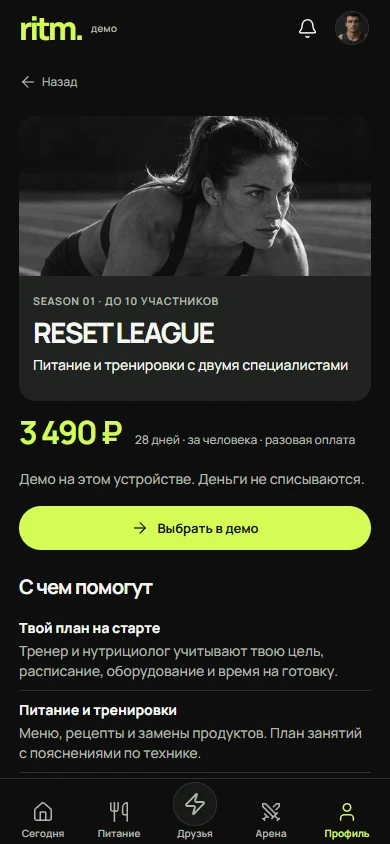 ritm. демо
Назад
SEASON 01 · ДО 10 УЧАСТНИКОВ
RESET LEAGUE
Питание и тренировки с двумя специалистами
3 490 ₽ 28 дней · за человека · разовая оплата
Демо на этом устройстве. Деньги не списываются.
Выбрать в демо
С чем помогут
Твой план на старте
Тренер и нутрициолог учитывают твою цель,
расписание, оборудование и время на готовку.
Питание и тренировки
Меню, рецепты и замены продуктов. План занятий
с пояснениями по технике.
Сегодня Питание Друзья Арена Профиль